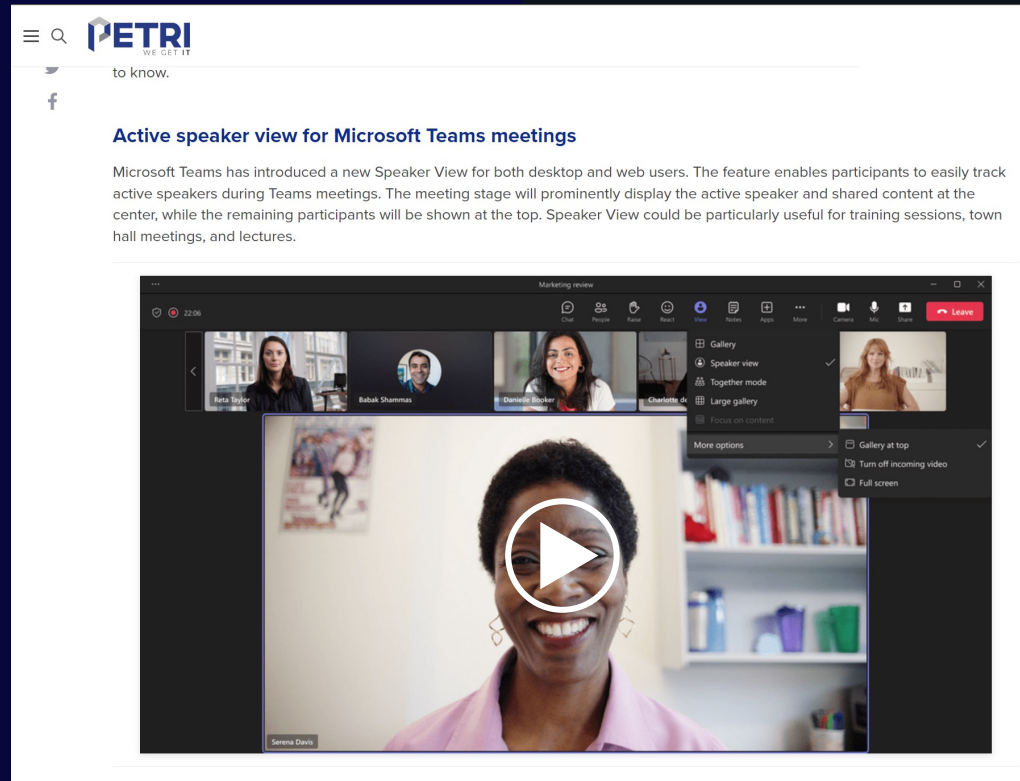 PETRI
WE GET IT
to know.
Active speaker view for Microsoft Teams meetings
Microsoft Teams has introduced a new Speaker View for both desktop and web users. The feature enables participants to easily track
active speakers during Teams meetings. The meeting stage will prominently display the active speaker and shared content at the
center, while the remaining participants will be shown at the top. Speaker View could be particularly useful for training sessions, town
hall meetings, and lectures.
Marketing review
22:06
Chat People Raise React View Notes Apps More Camera Mic Share Leave
Gallery
Speaker view
Together mode
Large gallery
Focus on content
More options
Gallery at top
Turn off incoming video
Full screen
Reta Taylor
Babak Shammas
Danielle Booker
Charlotte de
Serena Davis